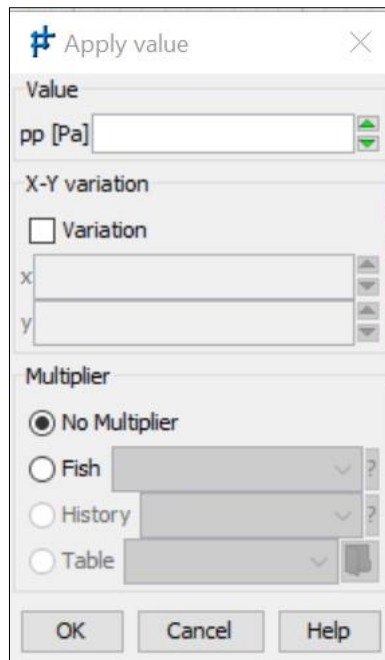 Apply value
Value
pp [Pa]
X-Y variation
Variation
x
y
Multiplier
No Multiplier
Fish ?
History ?
Table
OK Cancel Help